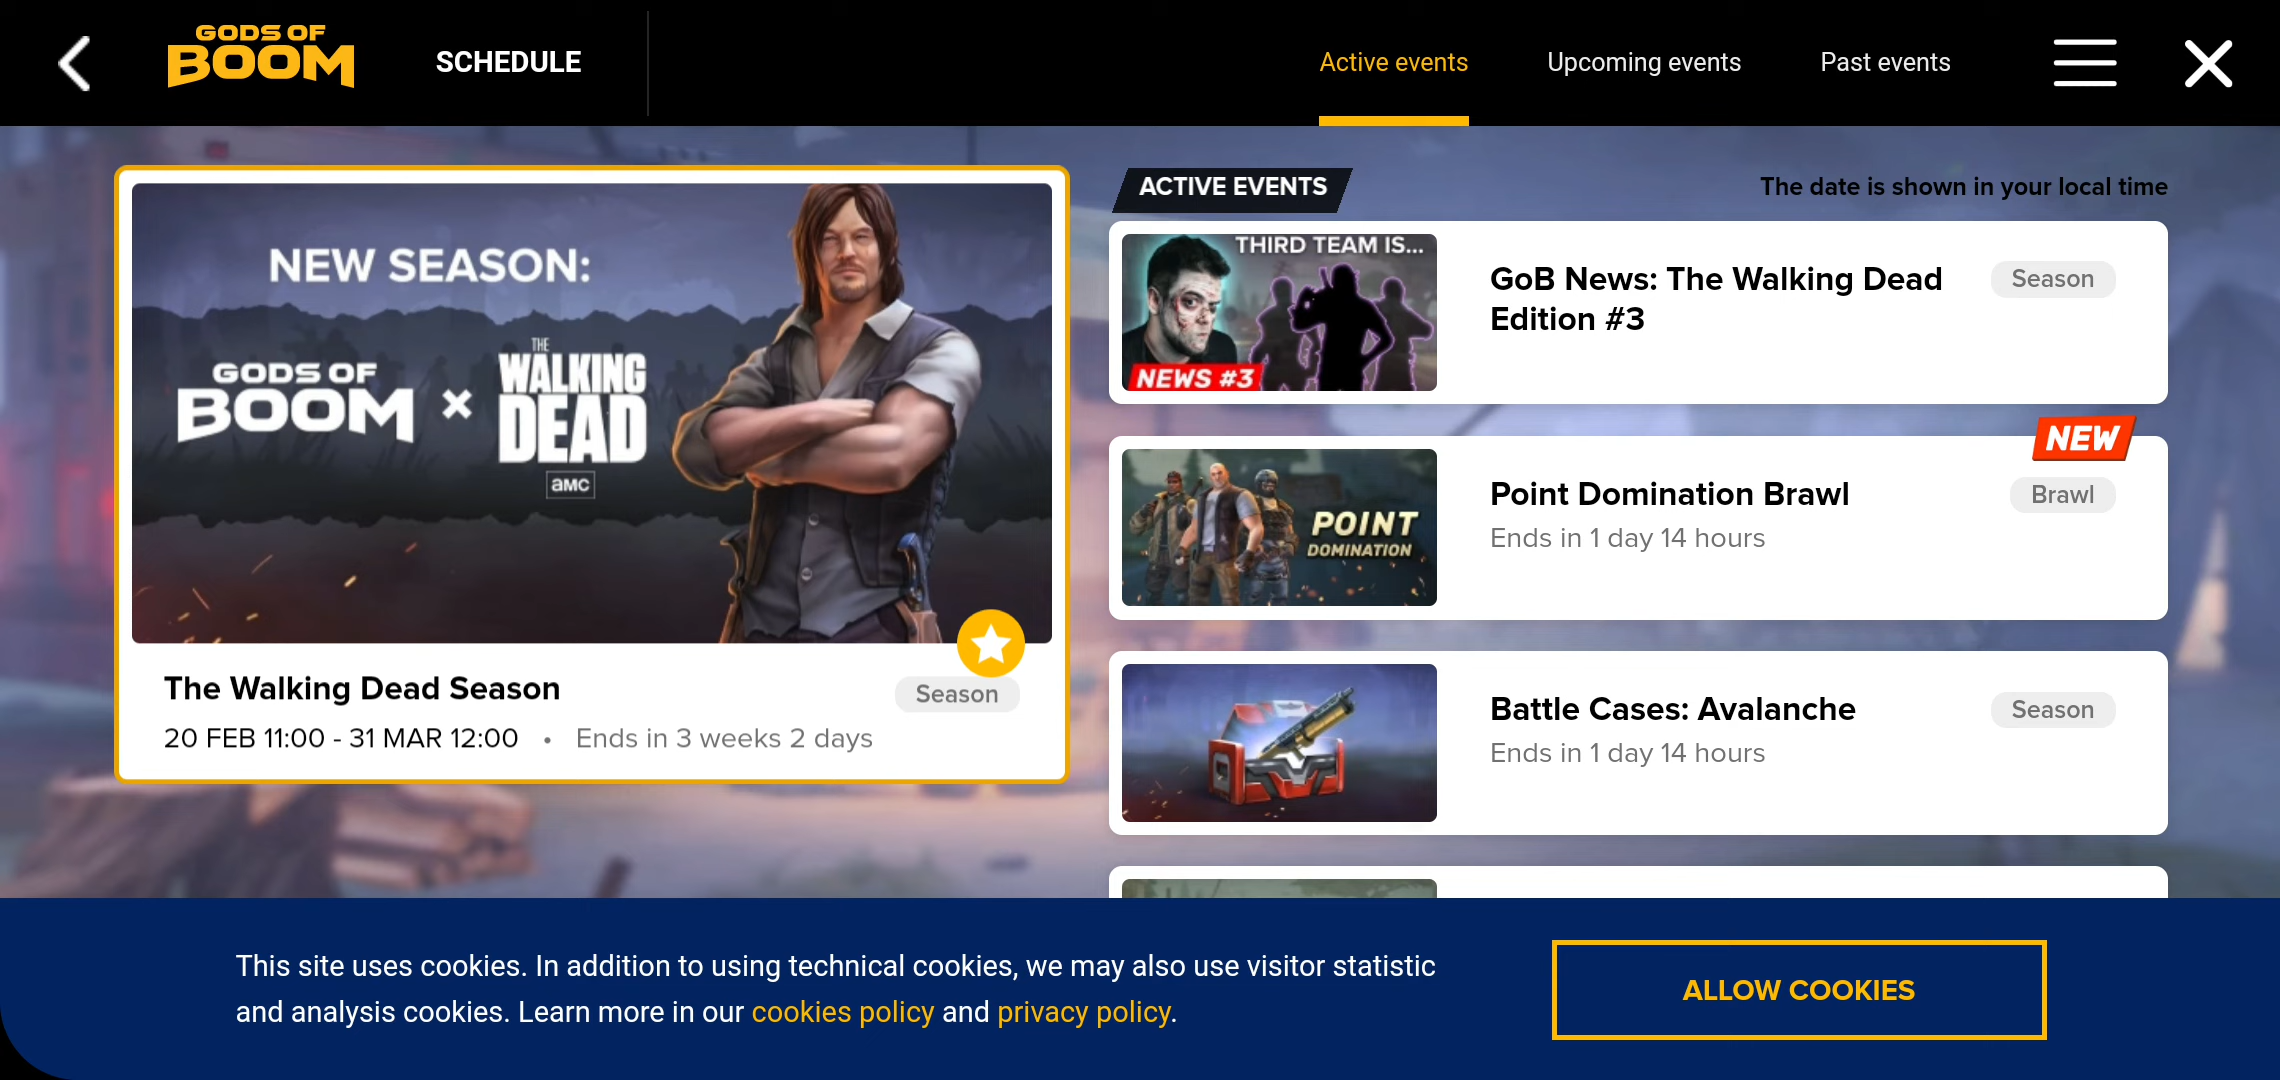 GODS OF
BOOM
SCHEDULE
Active events
Upcoming events
Past events
NEW SEASON:
GODS OF
BOOM
×
THE
WALKING
DEAD
aMC
The Walking Dead Season
Season
20 FEB 11:00 - 31 MAR 12:00 • Ends in 3 weeks 2 days
ACTIVE EVENTS
The date is shown in your local time
THIRD TEAM IS...
NEWS #3
GoB News: The Walking Dead
Edition #3
Season
NEW
POINT
DOMINATION
Point Domination Brawl
Brawl
Ends in 1 day 14 hours
Battle Cases: Avalanche
Season
Ends in 1 day 14 hours
This site uses cookies. In addition to using technical cookies, we may also use visitor statistic
and analysis cookies. Learn more in our cookies policy and privacy policy.
ALLOW COOKIES